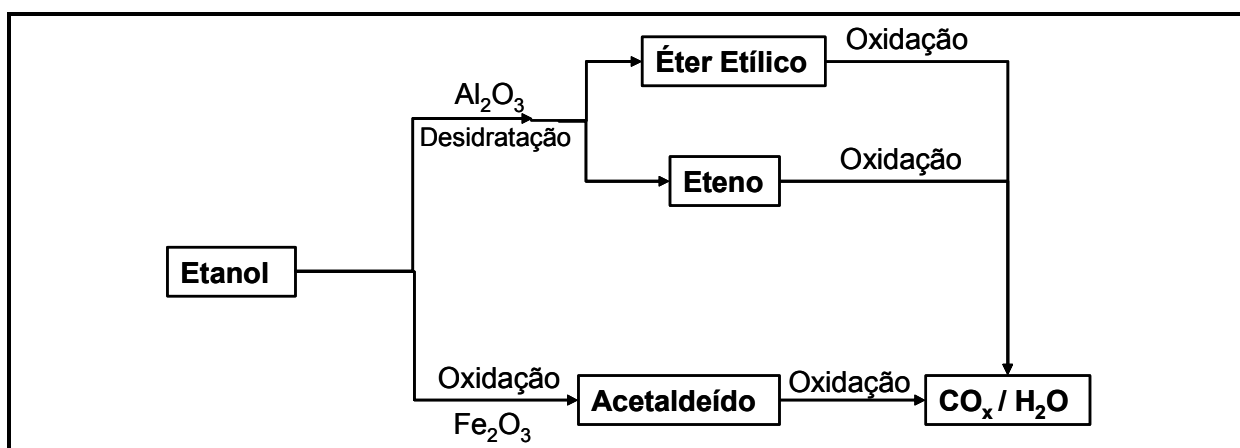 Oxidação
Éter Etílico
Al₂O₃
Desidratação
Oxidação
Eteno
Etanol
Oxidação
Oxidação
Acetaldeído
COₓ / H₂O
Fe₂O₃